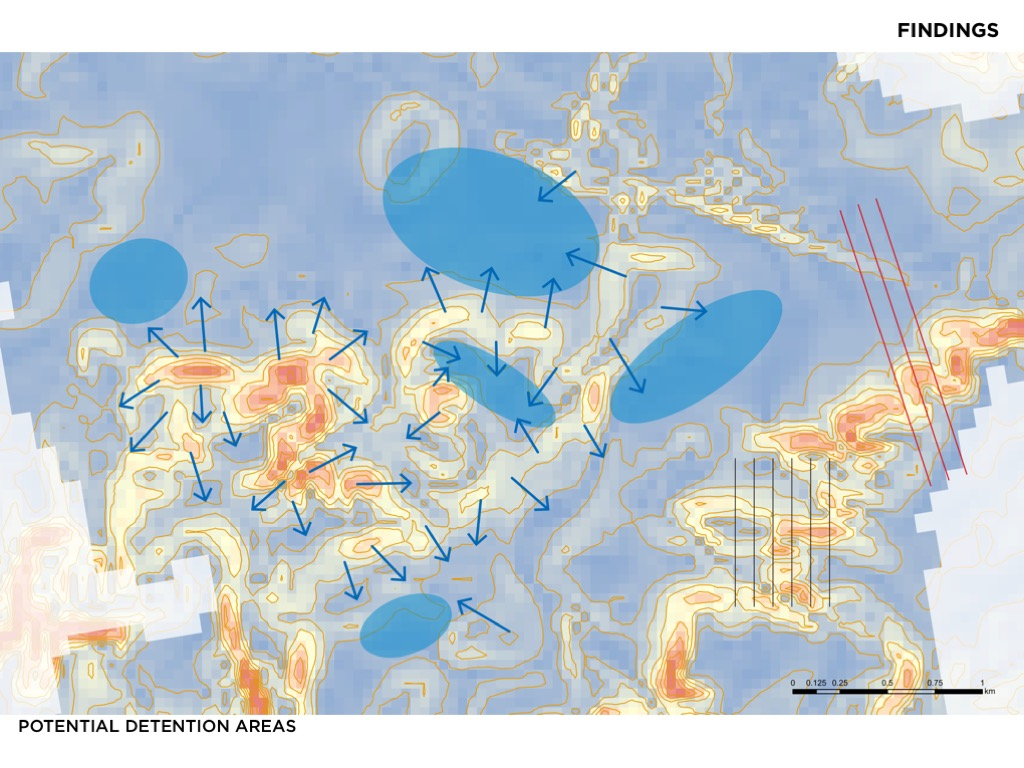 FINDINGS
0 0.125 0.25 0.5 0.75 1
km
POTENTIAL DETENTION AREAS